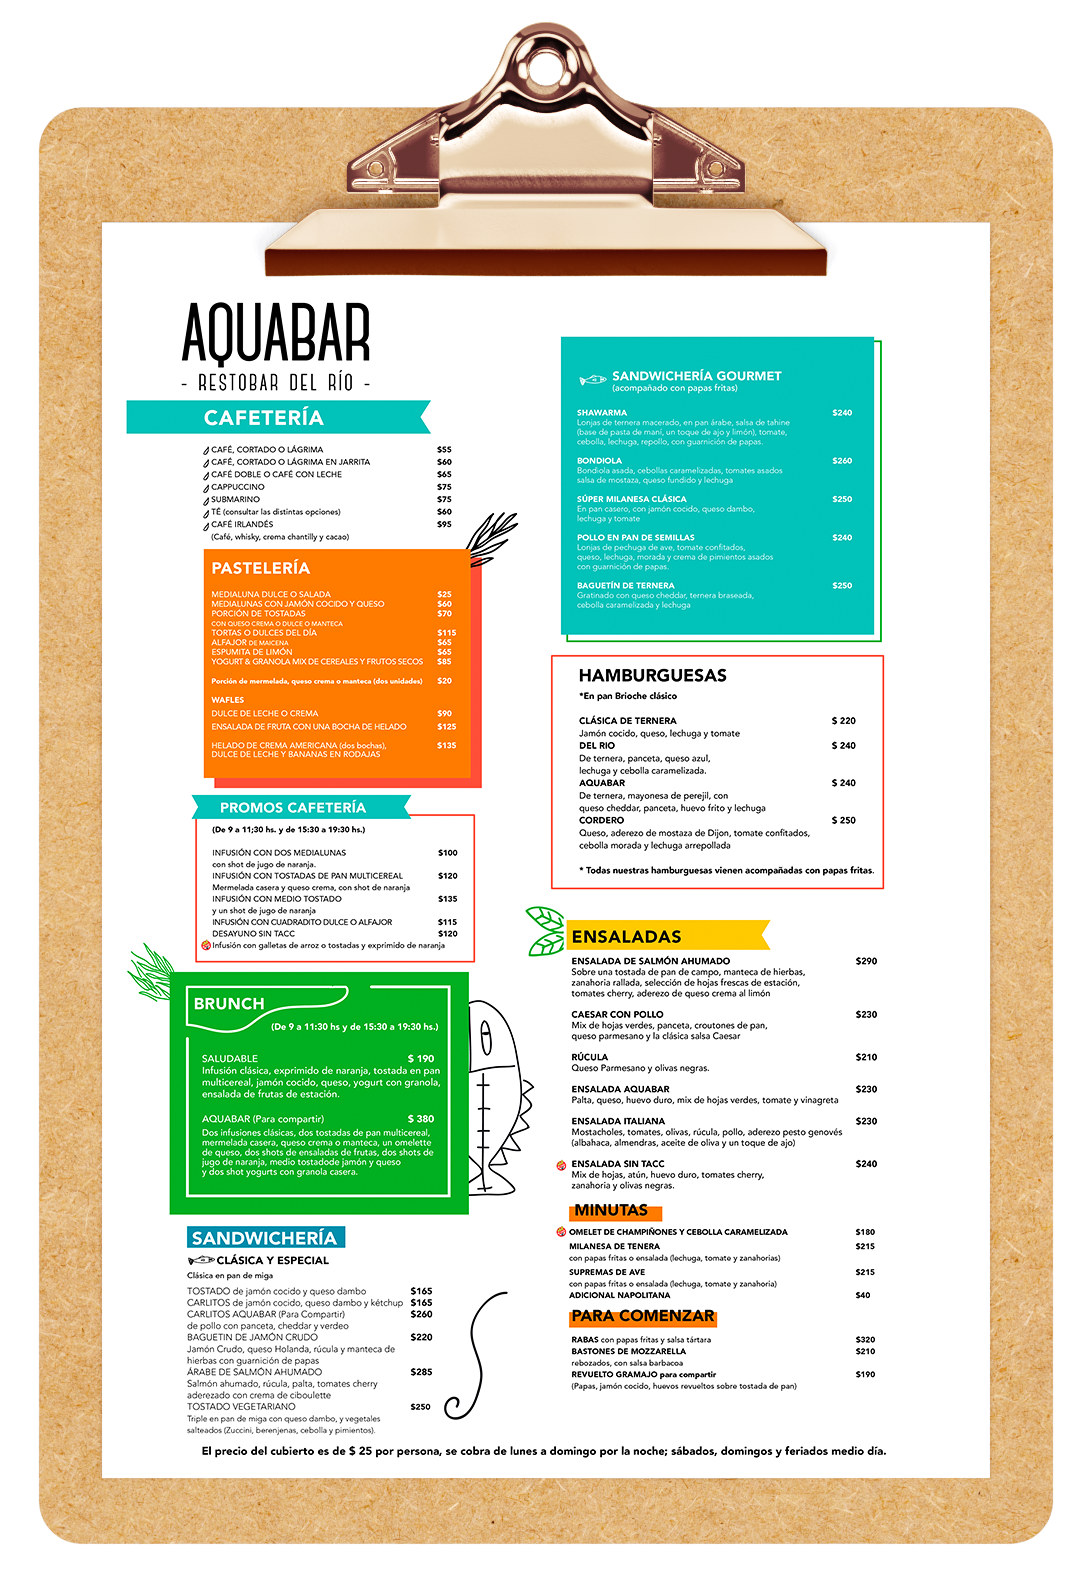 AQUABAR
- RESTOBAR DEL RÍO -
CAFETERÍA
CAFÉ, CORTADO O LÁGRIMA $55
CAFÉ, CORTADO O LÁGRIMA EN JARRITA $60
CAFÉ DOBLE O CAFÉ CON LECHE $65
CAPPUCCINO $75
SUBMARINO $75
TÉ (consultar las distintas opciones) $60
CAFÉ IRLANDÉS $95
(Café, whisky, crema chantilly y cacao)
PASTELERÍA
MEDIALUNA DULCE O SALADA $25
MEDIALUNAS CON JAMÓN COCIDO Y QUESO $60
PORCIÓN DE TOSTADAS $70
CON QUESO CREMA O DULCE O MANTECA
TORTAS O DULCES DEL DÍA $115
ALFAJOR DE MAICENA $65
ESPUMITA DE LIMÓN $65
YOGURT & GRANOLA MIX DE CEREALES Y FRUTOS SECOS $85
Porción de mermelada, queso crema o manteca (dos unidades) $20
WAFLES
DULCE DE LECHE O CREMA $90
ENSALADA DE FRUTA CON UNA BOCHA DE HELADO $125
HELADO DE CREMA AMERICANA (dos bochas), $135
DULCE DE LECHE Y BANANAS EN RODAJAS
PROMOS CAFETERÍA
(De 9 a 11;30 hs. y de 15:30 a 19:30 hs.)
INFUSIÓN CON DOS MEDIALUNAS $100
con shot de jugo de naranja.
INFUSIÓN CON TOSTADAS DE PAN MULTICEREAL $120
Mermelada casera y queso crema, con shot de naranja
INFUSIÓN CON MEDIO TOSTADO $135
y un shot de jugo de naranja
INFUSIÓN CON CUADRADITO DULCE O ALFAJOR $115
DESAYUNO SIN TACC $120
Infusión con galletas de arroz o tostadas y exprimido de naranja
BRUNCH
(De 9 a 11:30 hs y de 15:30 a 19:30 hs.)
SALUDABLE $ 190
Infusión clásica, exprimido de naranja, tostada en pan
multicereal, jamón cocido, queso, yogurt con granola,
ensalada de frutas de estación.
AQUABAR (Para compartir) $ 380
Dos infusiones clásicas, dos tostadas de pan multicereal,
mermelada casera, queso crema o manteca, un omelette
de queso, dos shots de ensaladas de frutas, dos shots de
jugo de naranja, medio tostadode jamón y queso
y dos shot yogurts con granola casera.
SANDWICHERÍA
CLÁSICA Y ESPECIAL
Clásica en pan de miga
TOSTADO de jamón cocido y queso dambo $165
CARLITOS de jamón cocido, queso dambo y kétchup $165
CARLITOS AQUABAR (Para Compartir) $260
de pollo con panceta, cheddar y verdeo
BAGUETIN DE JAMÓN CRUDO $220
Jamón Crudo, queso Holanda, rúcula y manteca de
hierbas con guarnición de papas
ÁRABE DE SALMÓN AHUMADO $285
Salmón ahumado, rúcula, palta, tomates cherry
aderezado con crema de ciboulette
TOSTADO VEGETARIANO $250
Triple en pan de miga con queso dambo, y vegetales
salteados (Zuccini, berenjenas, cebolla y pimientos).
SANDWICHERÍA GOURMET
(acompañado con papas fritas)
SHAWARMA $240
Lonjas de ternera macerado, en pan árabe, salsa de tahine
(base de pasta de maní, un toque de ajo y limón), tomate,
cebolla, lechuga, repollo, con guarnición de papas.
BONDIOLA $260
Bondiola asada, cebollas caramelizadas, tomates asados
salsa de mostaza, queso fundido y lechuga
SÚPER MILANESA CLÁSICA $250
En pan casero, con jamón cocido, queso dambo,
lechuga y tomate
POLLO EN PAN DE SEMILLAS $240
Lonjas de pechuga de ave, tomate confitados,
queso, lechuga, morada y crema de pimientos asados
con guarnición de papas.
BAGUETÍN DE TERNERA $250
Gratinado con queso cheddar, ternera braseada,
cebolla caramelizada y lechuga
HAMBURGUESAS
*En pan Brioche clásico
CLÁSICA DE TERNERA $ 220
Jamón cocido, queso, lechuga y tomate
DEL RIO $ 240
De ternera, panceta, queso azul,
lechuga y cebolla caramelizada.
AQUABAR $ 240
De ternera, mayonesa de perejil, con
queso cheddar, panceta, huevo frito y lechuga
CORDERO $ 250
Queso, aderezo de mostaza de Dijon, tomate confitados,
cebolla morada y lechuga arrepollada
* Todas nuestras hamburguesas vienen acompañadas con papas fritas.
ENSALADAS
ENSALADA DE SALMÓN AHUMADO $290
Sobre una tostada de pan de campo, manteca de hierbas,
zanahoria rallada, selección de hojas frescas de estación,
tomates cherry, aderezo de queso crema al limón
CAESAR CON POLLO $230
Mix de hojas verdes, panceta, croutones de pan,
queso parmesano y la clásica salsa Caesar
RÚCULA $210
Queso Parmesano y olivas negras.
ENSALADA AQUABAR $230
Palta, queso, huevo duro, mix de hojas verdes, tomate y vinagreta
ENSALADA ITALIANA $230
Mostacholes, tomates, olivas, rúcula, pollo, aderezo pesto genovés
(albahaca, almendras, aceite de oliva y un toque de ajo)
ENSALADA SIN TACC $240
Mix de hojas, atún, huevo duro, tomates cherry,
zanahoria y olivas negras.
MINUTAS
OMELET DE CHAMPIÑONES Y CEBOLLA CARAMELIZADA $180
MILANESA DE TENERA $215
con papas fritas o ensalada (lechuga, tomate y zanahorias)
SUPREMAS DE AVE $215
con papas fritas o ensalada (lechuga, tomate y zanahoria)
ADICIONAL NAPOLITANA $40
PARA COMENZAR
RABAS con papas fritas y salsa tártara $320
BASTONES DE MOZZARELLA $210
rebozados, con salsa barbacoa
REVUELTO GRAMAJO para compartir $190
(Papas, jamón cocido, huevos revueltos sobre tostada de pan)
El precio del cubierto es de $ 25 por persona, se cobra de lunes a domingo por la noche; sábados, domingos y feriados medio día.